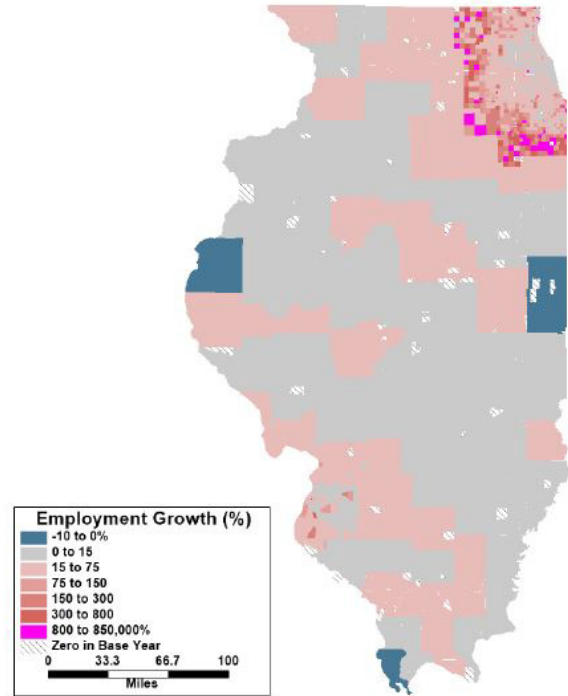 Employment Growth (%)
-10 to 0%
0 to 15
15 to 75
75 to 150
150 to 300
300 to 800
800 to 850,000%
Zero in Base Year
0 33.3 66.7 100
Miles